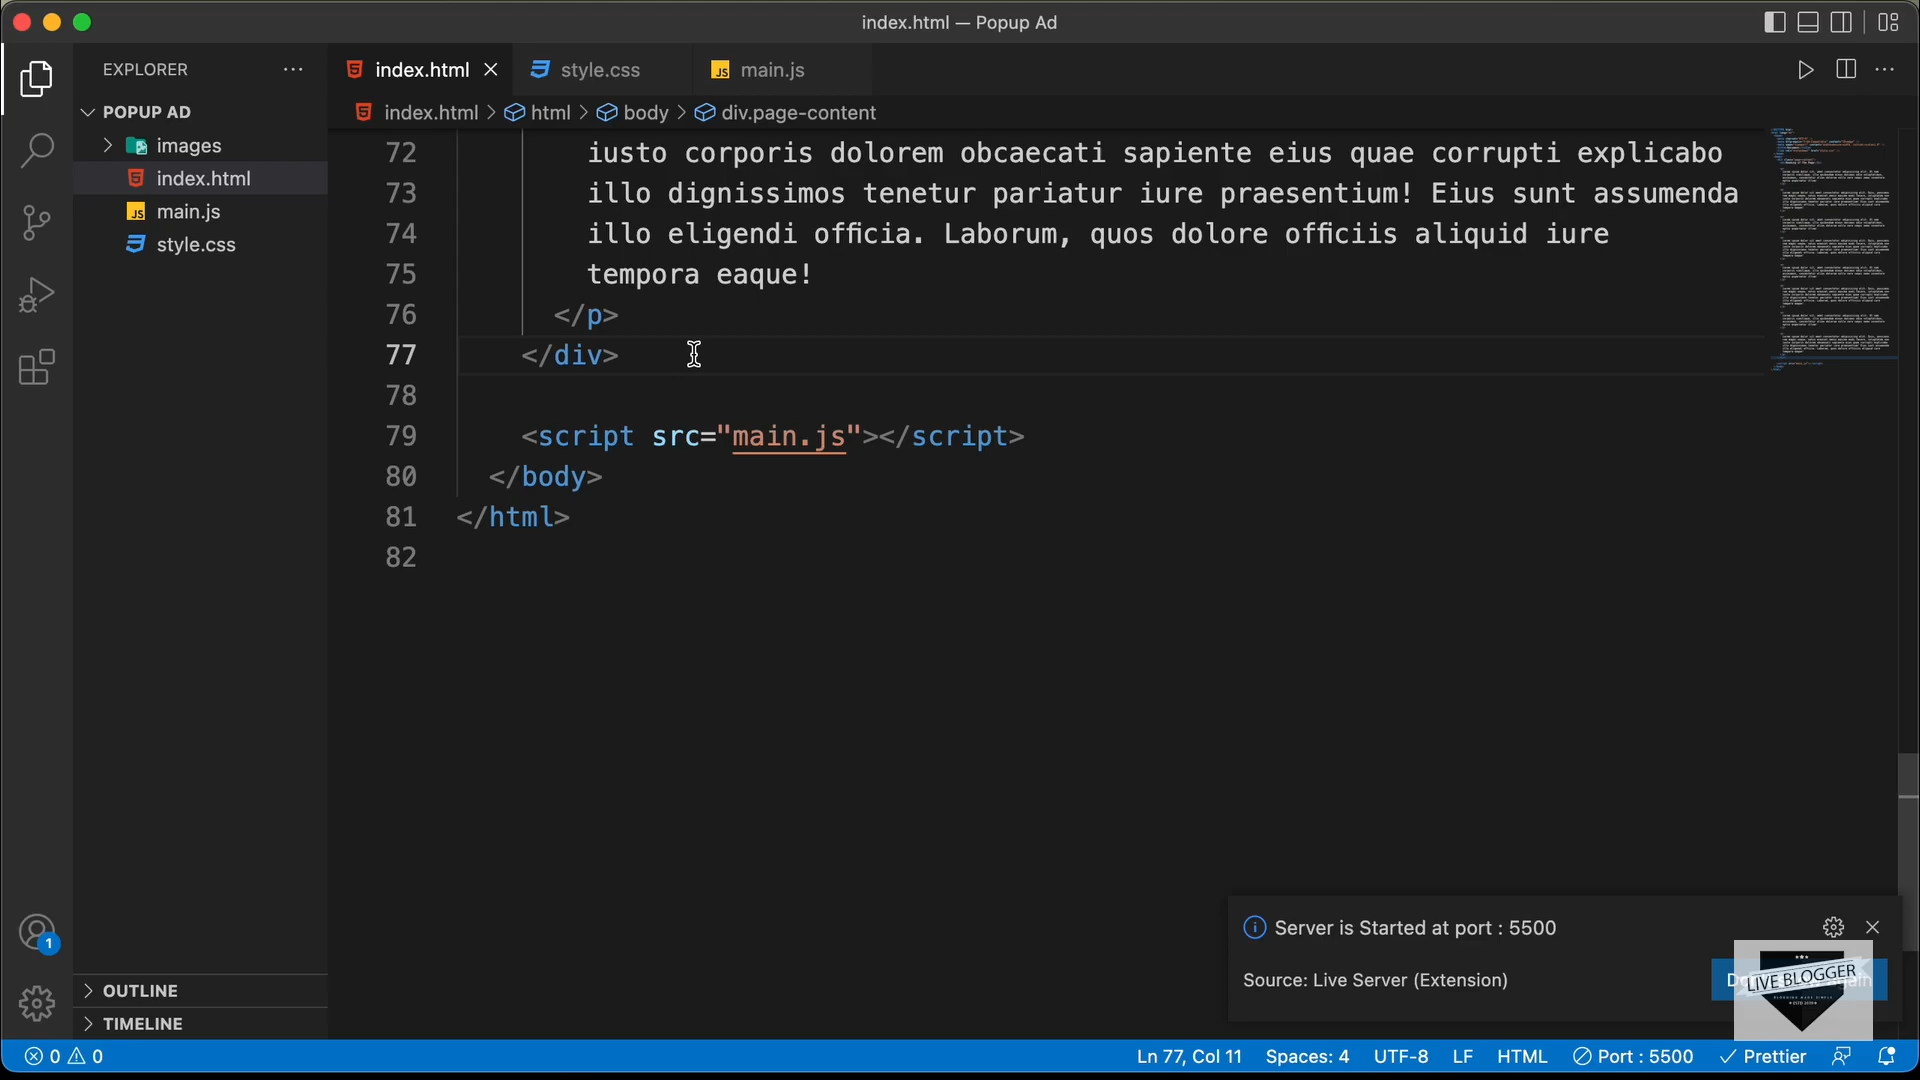 index.html — Popup Ad
EXPLORER
POPUP AD
images
index.html
main.js
style.css
OUTLINE
TIMELINE
index.html
style.css
main.js
index.html > html > body > div.page-content
72 iusto corporis dolorem obcaecati sapiente eius quae corrupti explicabo
73 illo dignissimos tenetur pariatur iure praesentium! Eius sunt assumenda
74 illo eligendi officia. Laborum, quos dolore officiis aliquid iure
75 tempora eaque!
76 </p>
77 </div>
78
79 <script src="main.js"></script>
80 </body>
81 </html>
82
Server is Started at port : 5500
Source: Live Server (Extension)
LIVE BLOGGER
1
0 0
Ln 77, Col 11
Spaces: 4
UTF-8
LF
HTML
Port : 5500
Prettier